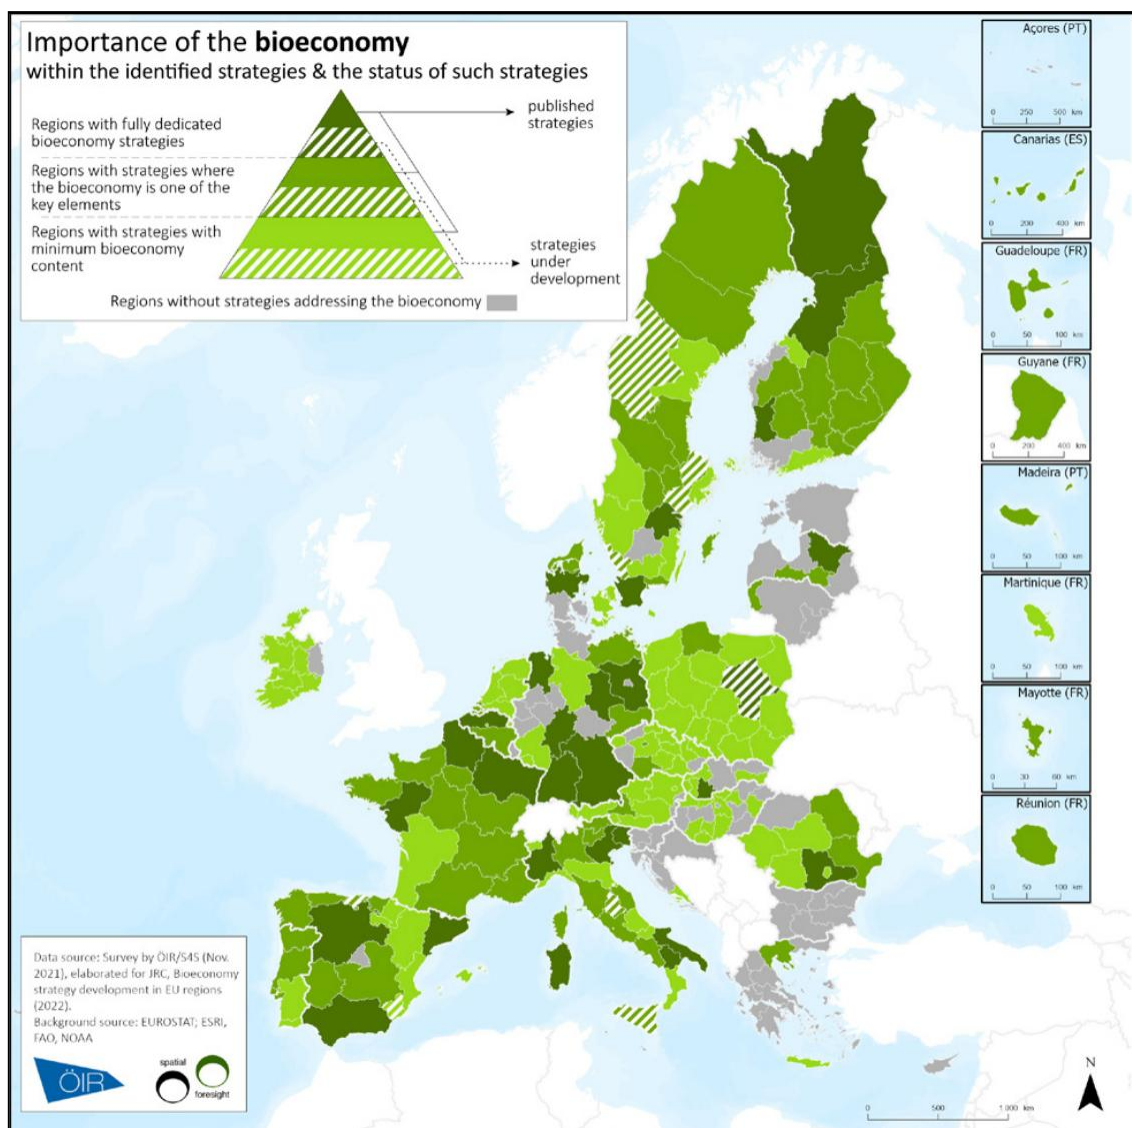 Importance of the bioeconomy
within the identified strategies & the status of such strategies
Regions with fully dedicated
bioeconomy strategies
Regions with strategies where
the bioeconomy is one of the
key elements
Regions with strategies with
minimum bioeconomy
content
published
strategies
strategies
under
development
Regions without strategies addressing the bioeconomy
Açores (PT)
0 250 500 km
Canarias (ES)
0 200 400 km
Guadeloupe (FR)
0 50 100 km
Guyane (FR)
0 200 400 km
Madeira (PT)
0 50 100 km
Martinique (FR)
0 50 100 km
Mayotte (FR)
0 30 60 km
Réunion (FR)
0 50 100 km
Data source: Survey by ÖIR/S4S (Nov.
2021), elaborated for JRC, Bioeconomy
strategy development in EU regions
(2022).
Background source: EUROSTAT; ESRI,
FAO, NOAA
ÖIR
spatial
foresight
N
0 500 1 000 km